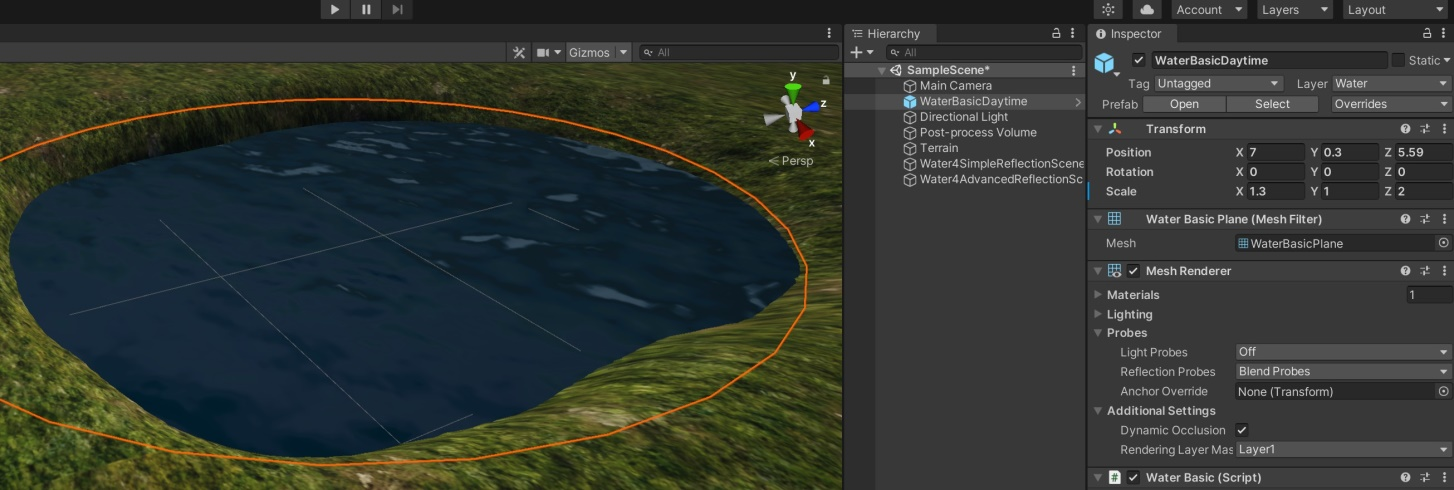 Account
Layers
Layout
Gizmos
All
y
z
x
Persp
Hierarchy
All
SampleScene*
Main Camera
WaterBasicDaytime
Directional Light
Post-process Volume
Terrain
Water4SimpleReflectionScene
Water4AdvancedReflectionSc
Inspector
WaterBasicDaytime Static
Tag Untagged Layer Water
Prefab Open Select Overrides
Transform
Position X 7 Y 0.3 Z 5.59
Rotation X 0 Y 0 Z 0
Scale X 1.3 Y 1 Z 2
Water Basic Plane (Mesh Filter)
Mesh WaterBasicPlane
Mesh Renderer
Materials 1
Lighting
Probes
Light Probes Off
Reflection Probes Blend Probes
Anchor Override None (Transform)
Additional Settings
Dynamic Occlusion
Rendering Layer Mas Layer1
# Water Basic (Script)